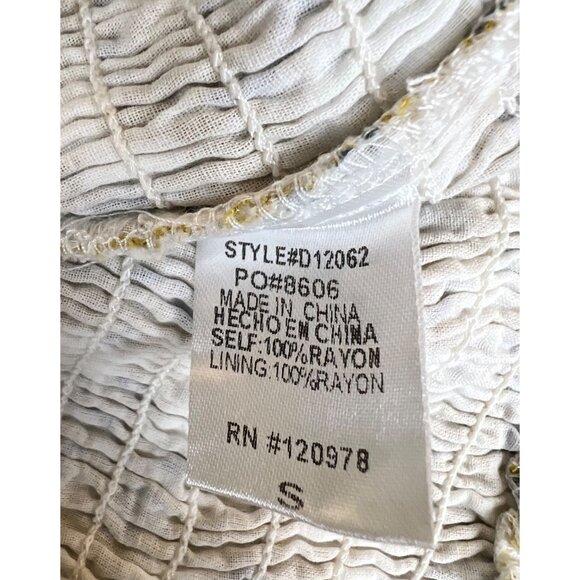 STYLE#D12062
PO#8606
MADE IN CHINA
HECHO EN CHINA
SELF:100%RAYON
LINING:100%RAYON
RN #120978
S